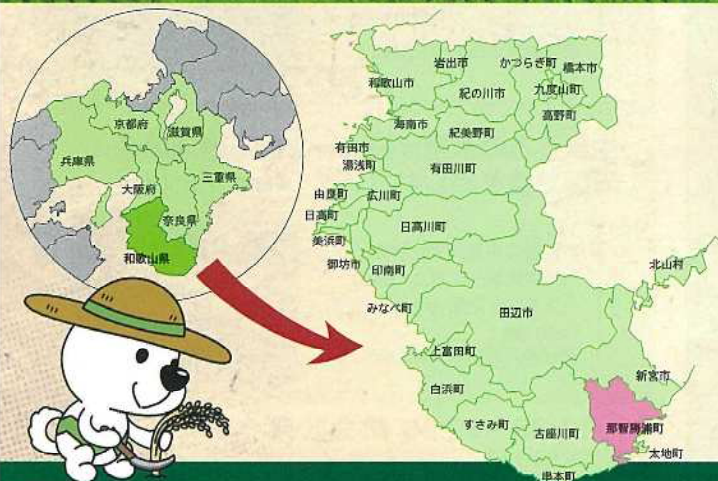 京都府
滋賀県
兵庫県
三重県
大阪府
奈良県
和歌山県
岩出市
かつらぎ町
橋本市
和歌山市
紀の川市
九度山町
高野町
海南市
紀美野町
有田市
湯浅町
有田川町
由良町
広川町
日高町
日高川町
美浜町
御坊市
印南町
北山村
みなべ町
田辺市
上富田町
新宮市
白浜町
すさみ町
古座川町
那智勝浦町
太地町
串本町